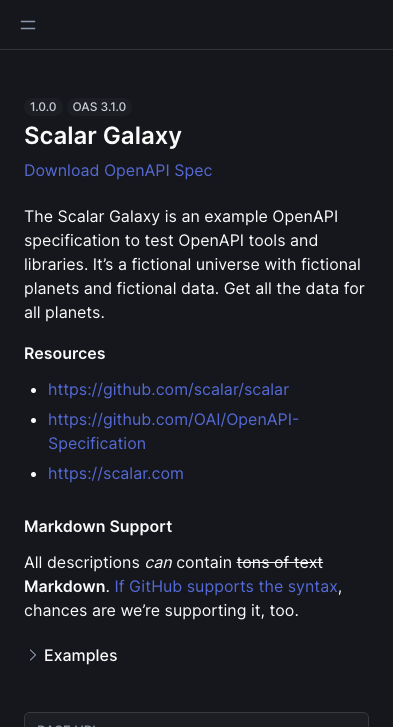 1.0.0 OAS 3.1.0
Scalar Galaxy
Download OpenAPI Spec
The Scalar Galaxy is an example OpenAPI
specification to test OpenAPI tools and
libraries. It’s a fictional universe with fictional
planets and fictional data. Get all the data for
all planets.
Resources
https://github.com/scalar/scalar
https://github.com/OAI/OpenAPI-
Specification
https://scalar.com
Markdown Support
All descriptions can contain tons of text
Markdown. If GitHub supports the syntax,
chances are we’re supporting it, too.
Examples